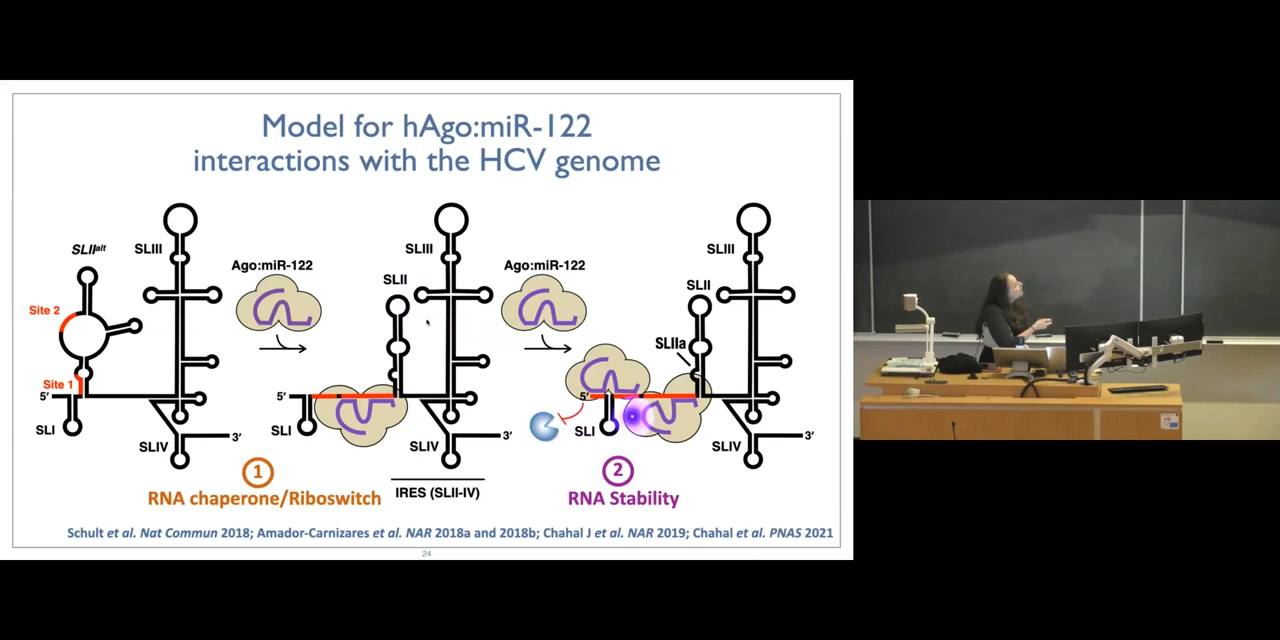 Model for hAgo:miR-122
interactions with the HCV genome
SLIIalt
SLIII
Site 2
Site 1
5'
SLI
SLIV
3'
Ago:miR-122
SLIII
SLII
5'
SLI
SLIV
3'
IRES (SLII-IV)
Ago:miR-122
SLIII
SLII
SLIIa
5'
SLI
SLIV
3'
1
RNA chaperone/Riboswitch
2
RNA Stability
Schult et al. Nat Commun 2018; Amador-Carnizares et al. NAR 2018a and 2018b; Chahal J et al. NAR 2019; Chahal et al. PNAS 2021
24